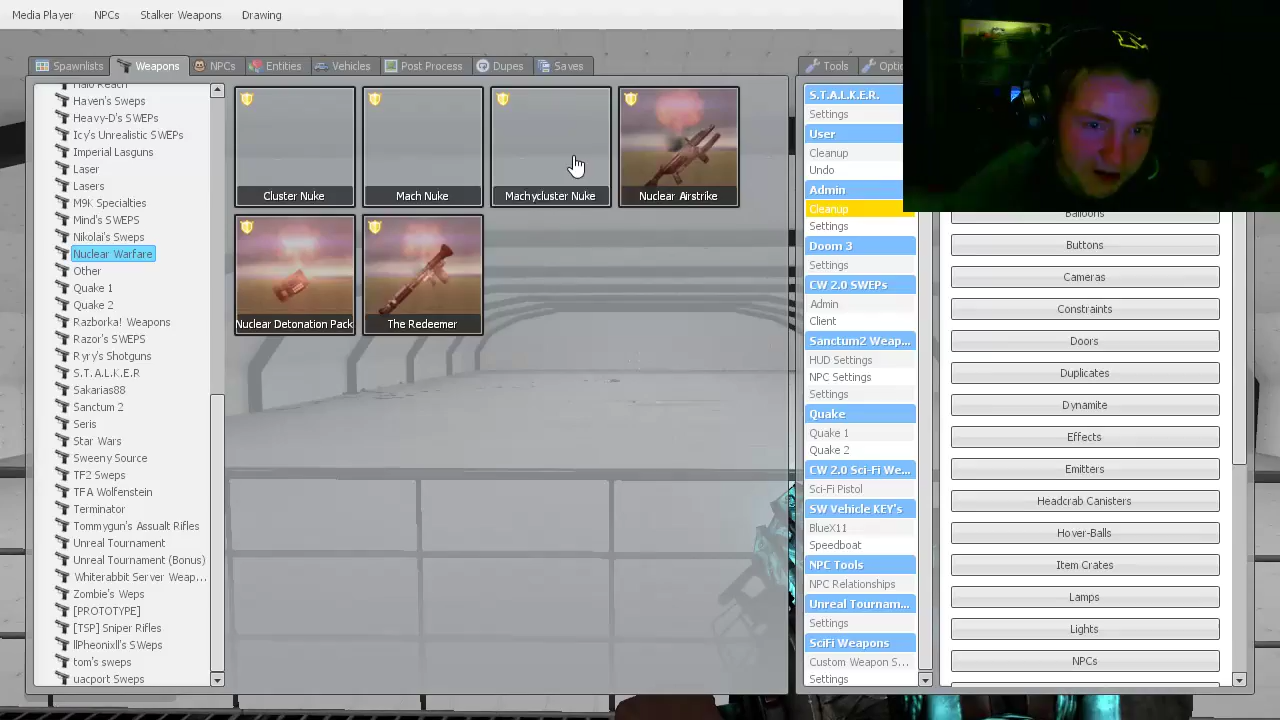 Media Player NPCs Stalker Weapons Drawing
Spawnlists Weapons NPCs Entities Vehicles Post Process Dupes Saves
Halo Reach
Haven's Sweps
Heavy-D's SWEPs
Icy's Unrealistic SWEPs
Imperial Lasguns
Laser
Lasers
M9K Specialties
Mind's SWEPS
Nikolai's Sweps
Nuclear Warfare
Other
Quake 1
Quake 2
Razborka! Weapons
Razor's SWEPS
Ryry's Shotguns
S.T.A.L.K.E.R
Sakarias88
Sanctum 2
Seris
Star Wars
Sweeny Source
TF2 Sweps
TFA Wolfenstein
Terminator
Tommygun's Assualt Rifles
Unreal Tournament
Unreal Tournament (Bonus)
Whiterabbit Server Weap...
Zombie's Weps
[PROTOTYPE]
[TSP] Sniper Rifles
llPheonixll's SWeps
tom's sweps
uacport Sweps
Cluster Nuke
Mach Nuke
Machycluster Nuke
Nuclear Airstrike
Nuclear Detonation Pack
The Redeemer
Tools
S.T.A.L.K.E.R.
Settings
User
Cleanup
Undo
Admin
Cleanup
Settings
Doom 3
Settings
CW 2.0 SWEPs
Admin
Client
Sanctum2 Weap...
HUD Settings
NPC Settings
Settings
Quake
Quake 1
Quake 2
CW 2.0 Sci-Fi We...
Sci-Fi Pistol
SW Vehicle KEY's
BlueX11
Speedboat
NPC Tools
NPC Relationships
Unreal Tournam...
Settings
SciFi Weapons
Custom Weapon S...
Settings
Balloons
Buttons
Cameras
Constraints
Doors
Duplicates
Dynamite
Effects
Emitters
Headcrab Canisters
Hover-Balls
Item Crates
Lamps
Lights
NPCs